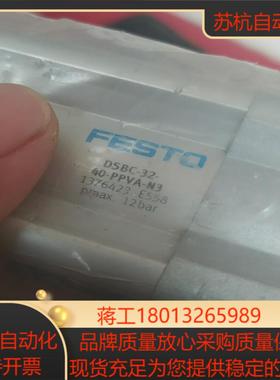 苏杭自动
FESTO
DSBC-32-
40-PPVA-N3
1376423 E558
pmax. 12bar
蒋工18013265989
自动化 品牌质量放心采购质量保
开票 现货充足为您提供稳定的